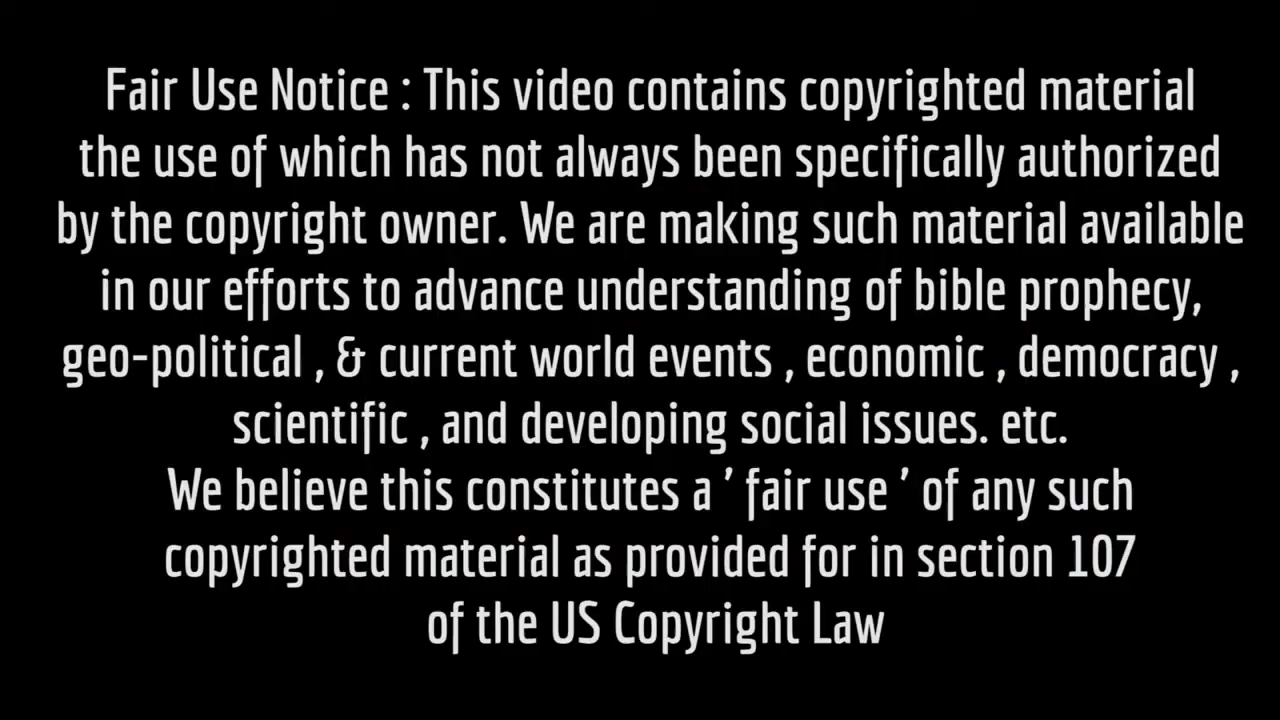 Fair Use Notice : This video contains copyrighted material
the use of which has not always been specifically authorized
by the copyright owner. We are making such material available
in our efforts to advance understanding of bible prophecy,
geo-political , & current world events , economic , democracy ,
scientific , and developing social issues. etc.
We believe this constitutes a ’ fair use ’ of any such
copyrighted material as provided for in section 107
of the US Copyright Law